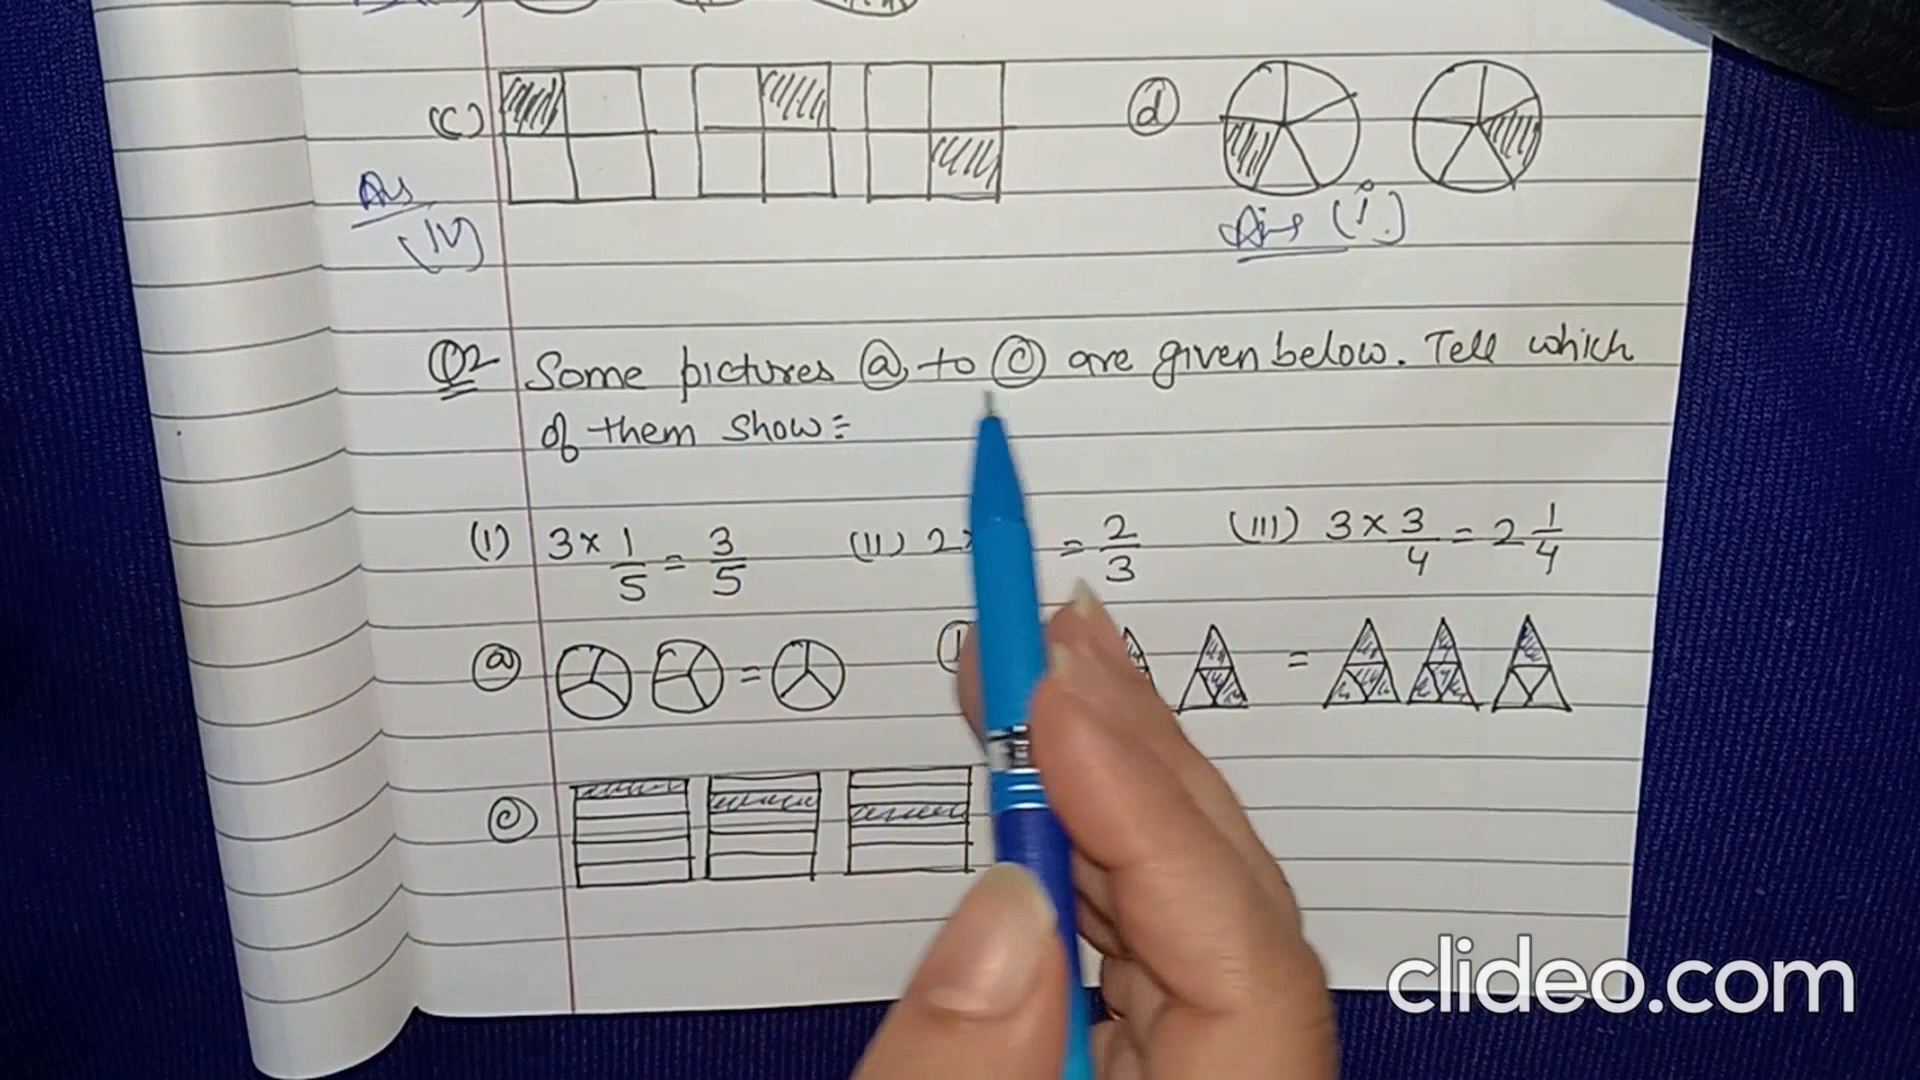 (c)
(d)
Ans
(IV)
Ans (i)
Q2 Some pictures (a) to (c) are given below. Tell which
of them show:
(I) 3 × 1/5 = 3/5 (II) 2 × = 2/3 (III) 3 × 3/4 = 2 1/4
(a) = =
(c)
clideo.com